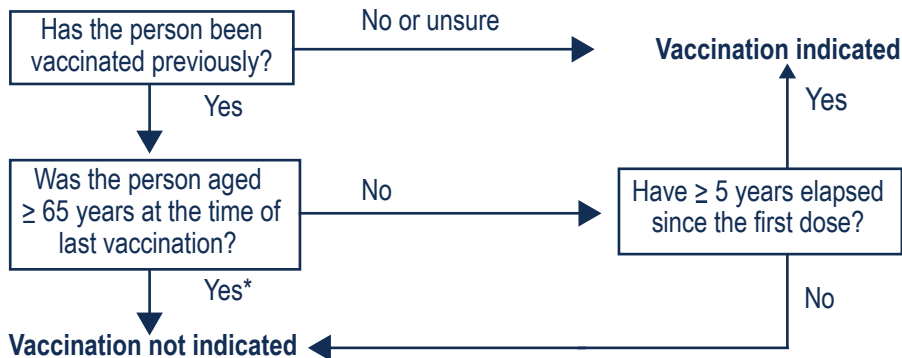 Has the person been
vaccinated previously?
No or unsure
Vaccination indicated
Yes
Yes
Was the person aged
≥ 65 years at the time of
last vaccination?
No
Have ≥ 5 years elapsed
since the first dose?
Yes*
No
Vaccination not indicated